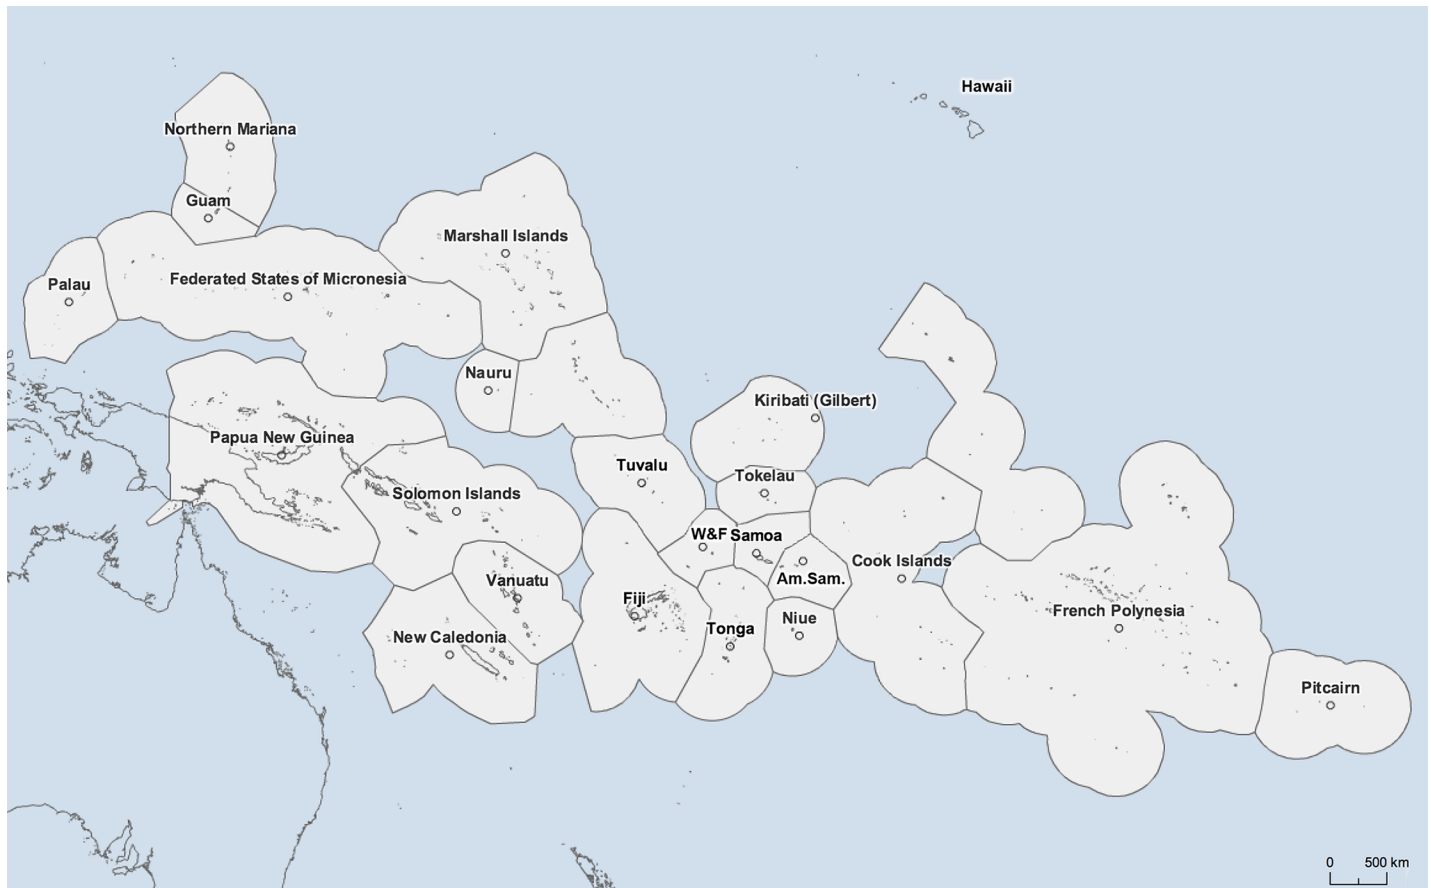 Hawaii
Northern Mariana
Guam
Marshall Islands
Palau
Federated States of Micronesia
Nauru
Kiribati (Gilbert)
Papua New Guinea
Tuvalu
Tokelau
Solomon Islands
W&F
Samoa
Cook Islands
Vanuatu
Am.Sam.
Fiji
French Polynesia
Niue
Tonga
New Caledonia
Pitcairn
0 500 km